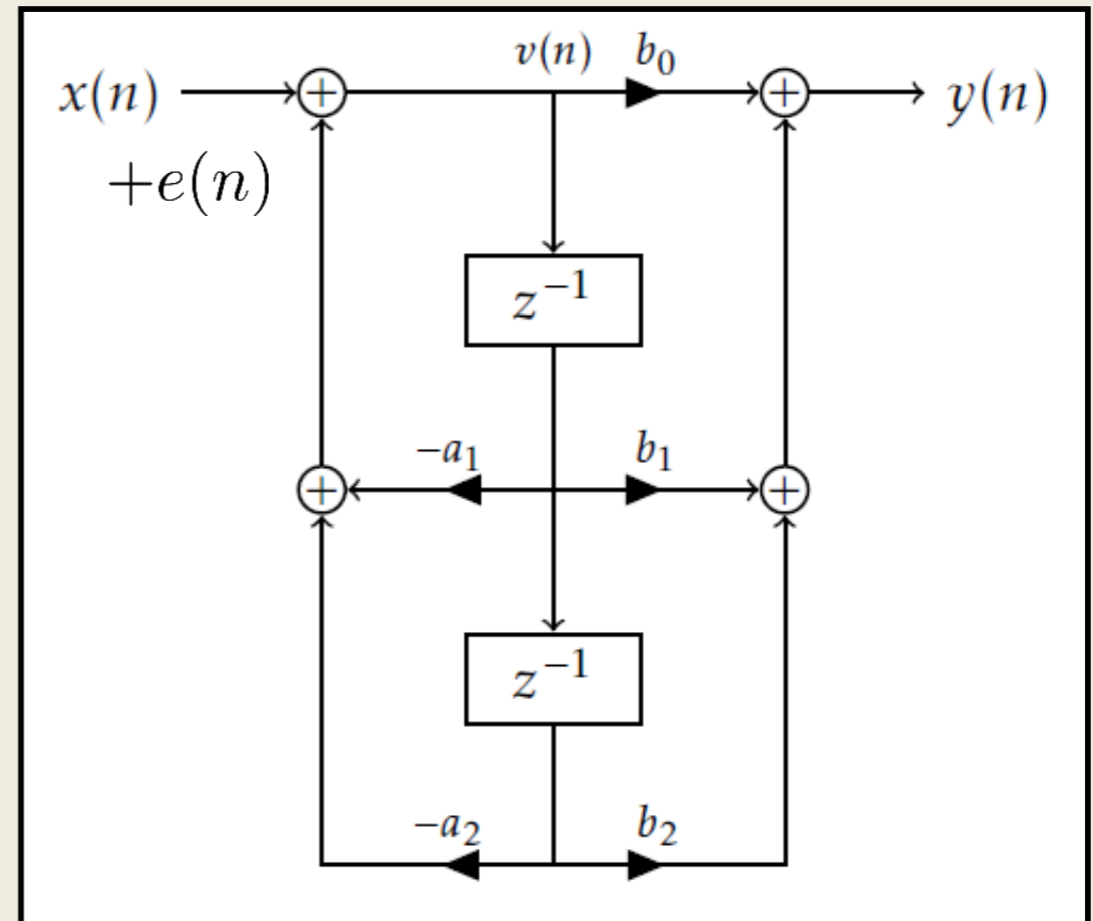 v(n) b₀
x(n) + + y(n)
+e(n)
z⁻¹
−a₁ b₁
+ +
z⁻¹
−a₂ b₂